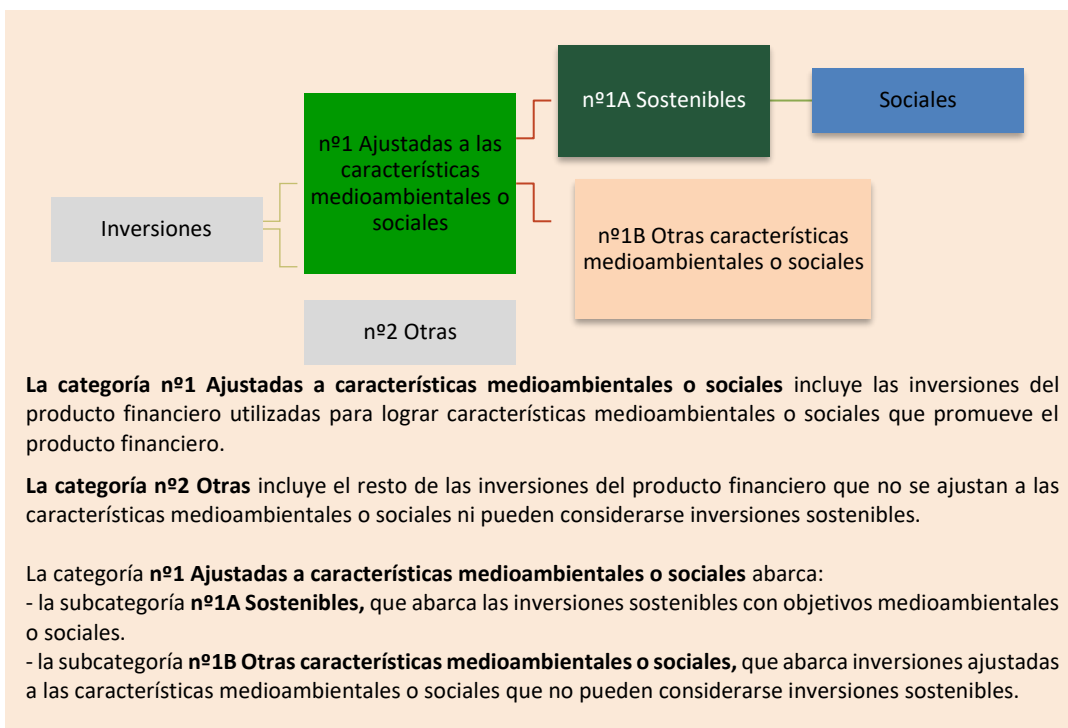 nº1A Sostenibles
Sociales
nº1 Ajustadas a las
características
medioambientales o
sociales
Inversiones
nº1B Otras características
medioambientales o sociales
nº2 Otras
La categoría nº1 Ajustadas a características medioambientales o sociales incluye las inversiones del
producto financiero utilizadas para lograr características medioambientales o sociales que promueve el
producto financiero.
La categoría nº2 Otras incluye el resto de las inversiones del producto financiero que no se ajustan a las
características medioambientales o sociales ni pueden considerarse inversiones sostenibles.
La categoría nº1 Ajustadas a características medioambientales o sociales abarca:
- la subcategoría nº1A Sostenibles, que abarca las inversiones sostenibles con objetivos medioambientales
o sociales.
- la subcategoría nº1B Otras características medioambientales o sociales, que abarca inversiones ajustadas
a las características medioambientales o sociales que no pueden considerarse inversiones sostenibles.